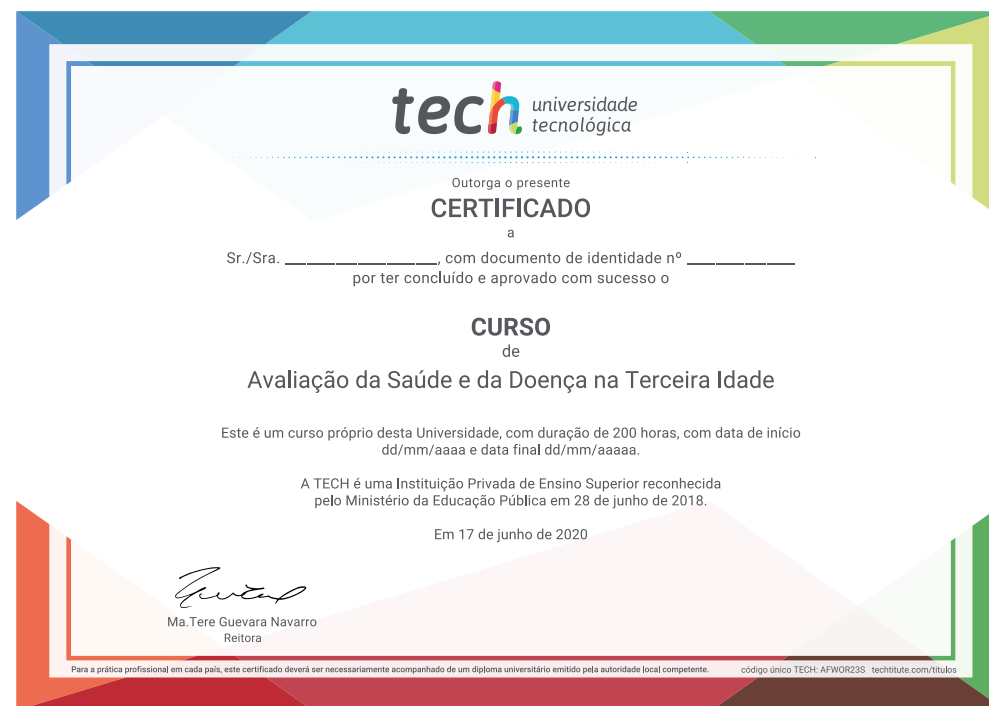 tech universidade
tecnológica
Outorga o presente
CERTIFICADO
a
Sr./Sra. ____________________, com documento de identidade nº ______________
por ter concluído e aprovado com sucesso o
CURSO
de
Avaliação da Saúde e da Doença na Terceira Idade
Este é um curso próprio desta Universidade, com duração de 200 horas, com data de início
dd/mm/aaaa e data final dd/mm/aaaaa.
A TECH é uma Instituição Privada de Ensino Superior reconhecida
pelo Ministério da Educação Pública em 28 de junho de 2018.
Em 17 de junho de 2020
Ma.Tere Guevara Navarro
Reitora
Para a prática profissional em cada país, este certificado deverá ser necessariamente acompanhado de um diploma universitário emitido pela autoridade local competente.
código único TECH: AFWOR23S techtitute.com/titulos